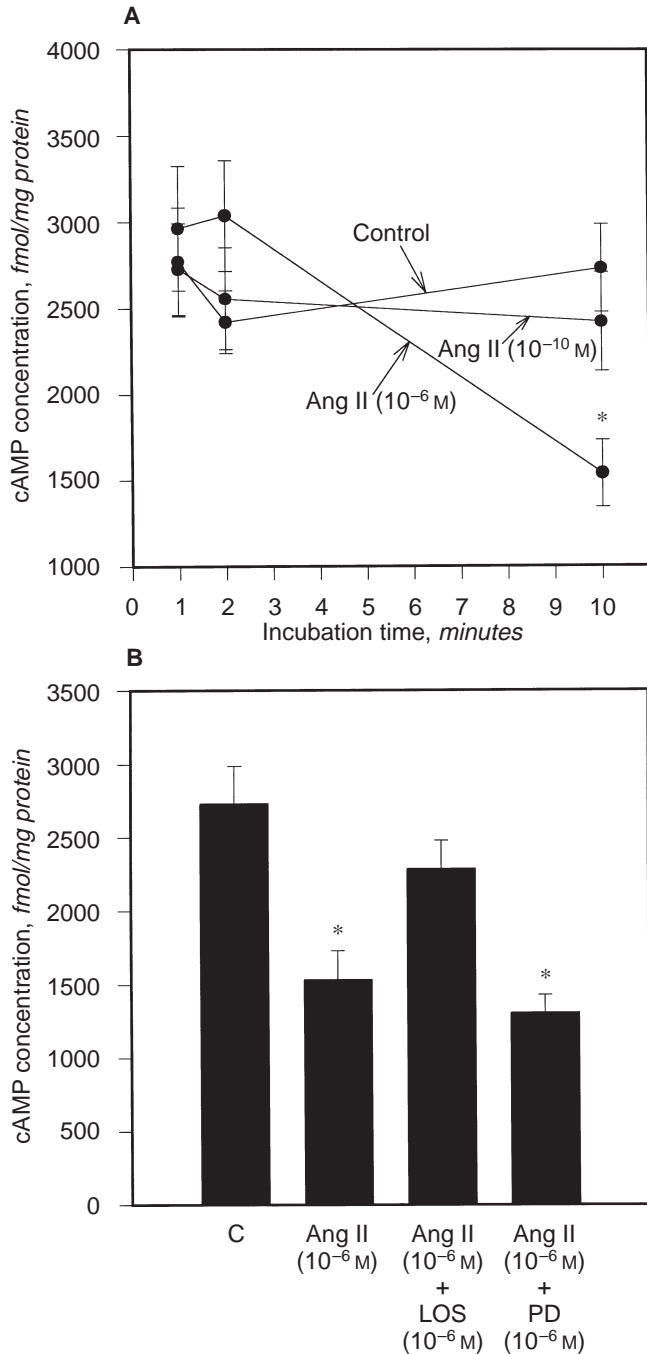 A
4000
3500
3000
2500
2000
1500
1000
cAMP concentration, fmol/mg protein
Control
Ang II (10⁻¹⁰ M)
Ang II (10⁻⁶ M)
*
0 1 2 3 4 5 6 7 8 9 10
Incubation time, minutes
B
3500
3000
2500
2000
1500
1000
500
0
cAMP concentration, fmol/mg protein
*
*
C
Ang II
(10⁻⁶ M)
Ang II
(10⁻⁶ M)
+
LOS
(10⁻⁶ M)
Ang II
(10⁻⁶ M)
+
PD
(10⁻⁶ M)